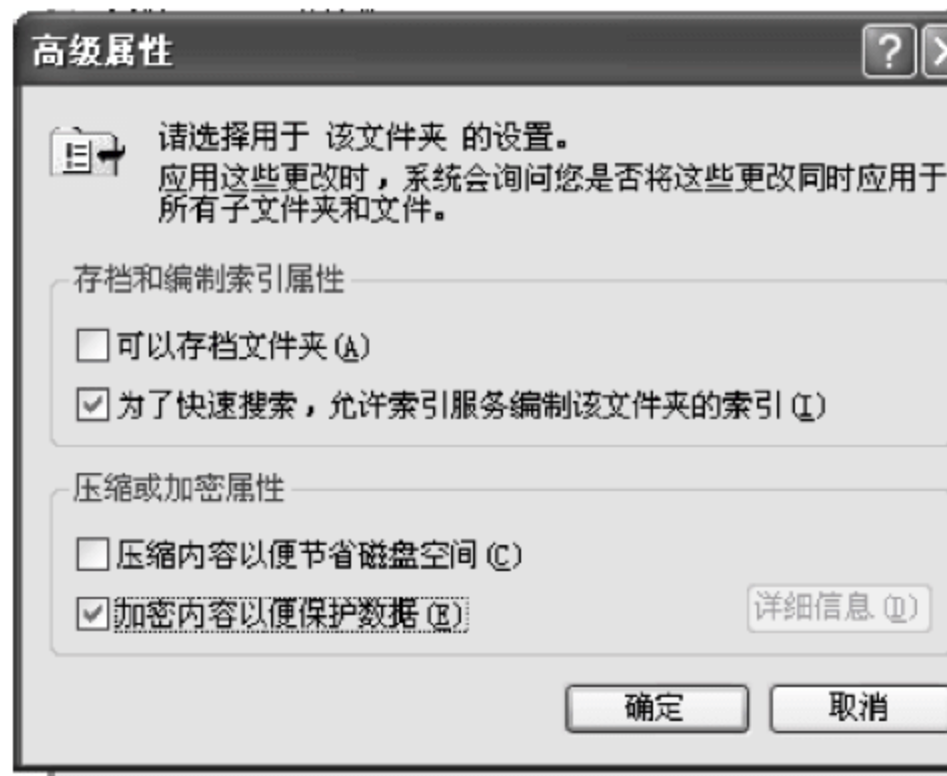 高级属性
请选择用于 该文件夹 的设置。
应用这些更改时，系统会询问您是否将这些更改同时应用于
所有子文件夹和文件。
存档和编制索引属性
可以存档文件夹(A)
为了快速搜索，允许索引服务编制该文件夹的索引(I)
压缩或加密属性
压缩内容以便节省磁盘空间(C)
加密内容以便保护数据(E)
详细信息(D)
确定
取消